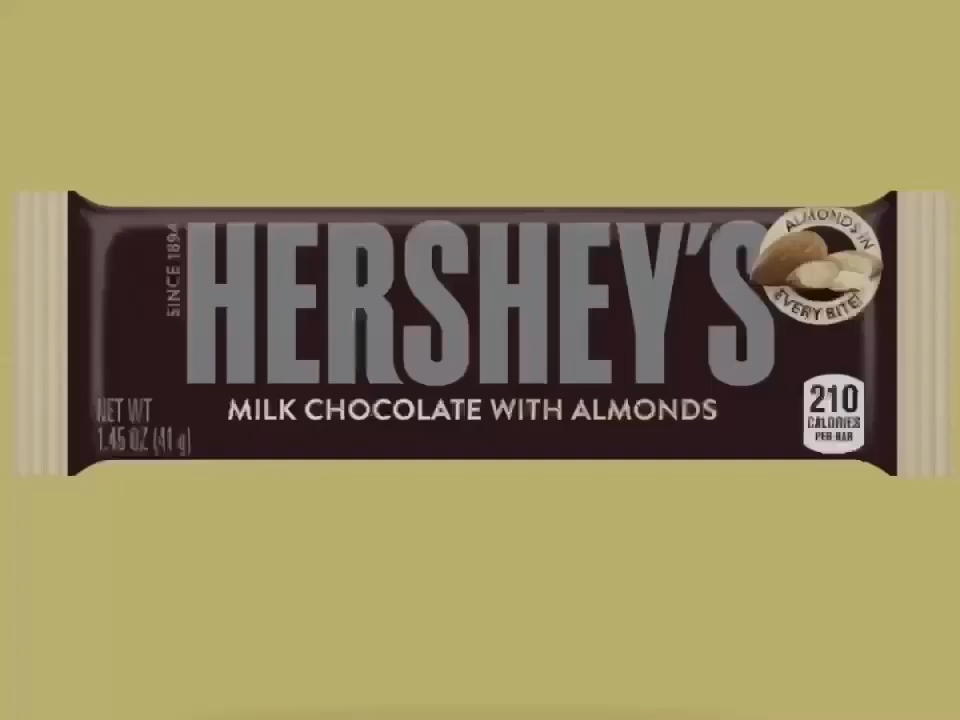 SINCE 1894
HERSHEY'S
ALMONDS IN
EVERY BITE!
MILK CHOCOLATE WITH ALMONDS
NET WT
1.45 OZ (41 g)
210
CALORIES
PER BAR